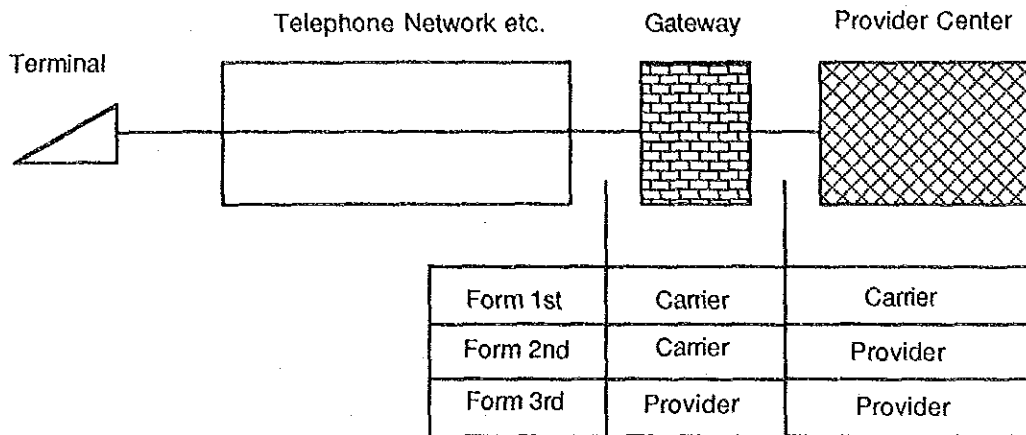 Telephone Network etc. Gateway Provider Center
Terminal
Form 1st Carrier Carrier
Form 2nd Carrier Provider
Form 3rd Provider Provider